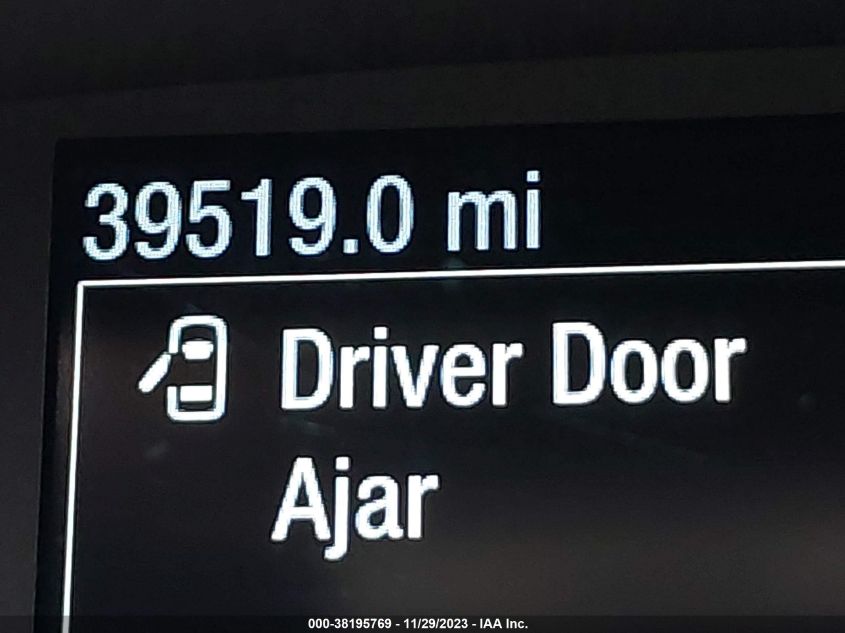 39519.0 mi
Driver Door
Ajar
000-38195769 - 11/29/2023 - IAA Inc.